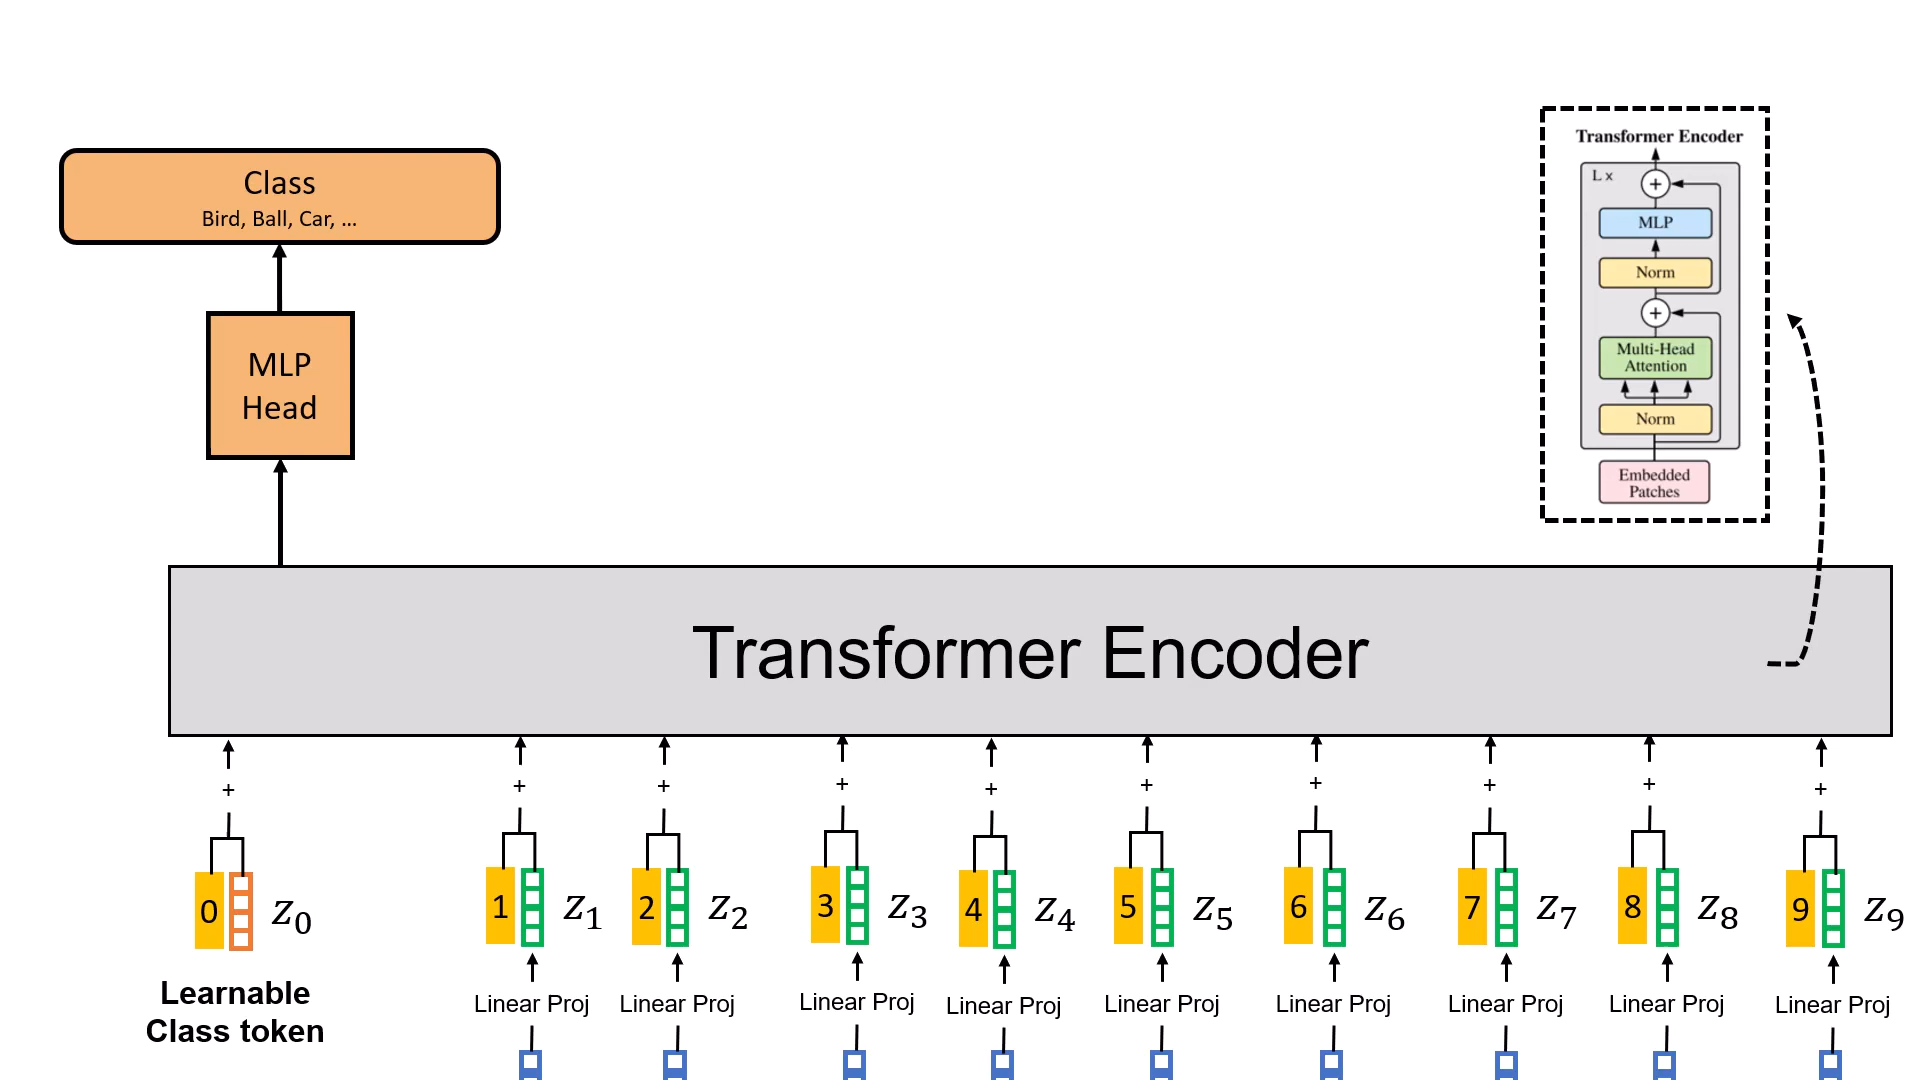 Transformer Encoder
L x
+
MLP
Norm
+
Multi-Head
Attention
Norm
Embedded
Patches
Class
Bird, Ball, Car, ...
MLP
Head
Transformer Encoder
+ + + + + + + + + +
0 z0 1 z1 2 z2 3 z3 4 z4 5 z5 6 z6 7 z7 8 z8 9 z9
Learnable
Class token
Linear Proj Linear Proj Linear Proj Linear Proj Linear Proj Linear Proj Linear Proj Linear Proj Linear Proj